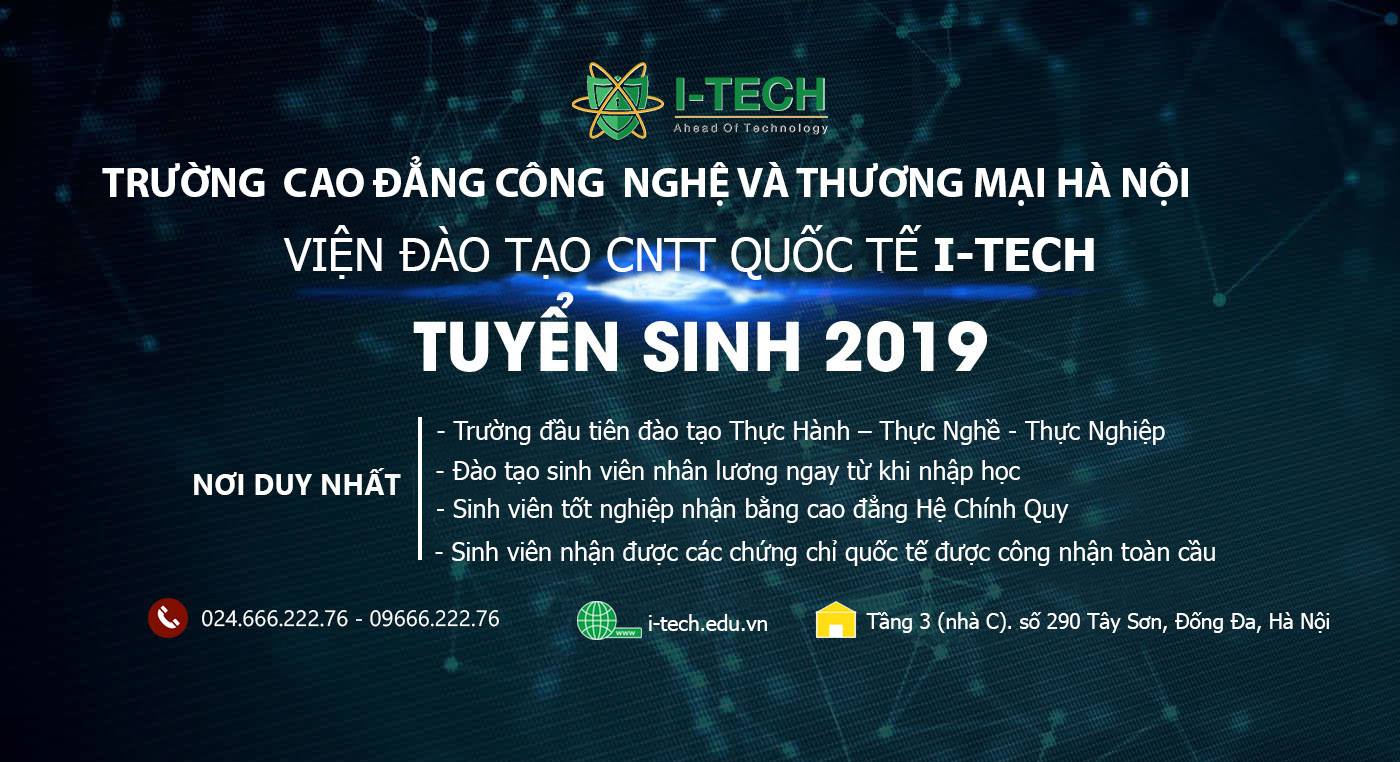 I-TECH
Ahead Of Technology
TRƯỜNG CAO ĐẲNG CÔNG NGHỆ VÀ THƯƠNG MẠI HÀ NỘI
VIỆN ĐÀO TẠO CNTT QUỐC TẾ I-TECH
TUYỂN SINH 2019
NƠI DUY NHẤT
- Trường đầu tiên đào tạo Thực Hành – Thực Nghề - Thực Nghiệp
- Đào tạo sinh viên nhân lương ngay từ khi nhập học
- Sinh viên tốt nghiệp nhận bằng cao đẳng Hệ Chính Quy
- Sinh viên nhận được các chứng chỉ quốc tế được công nhận toàn cầu
024.666.222.76 - 09666.222.76
www i-tech.edu.vn
Tầng 3 (nhà C). số 290 Tây Sơn, Đống Đa, Hà Nội